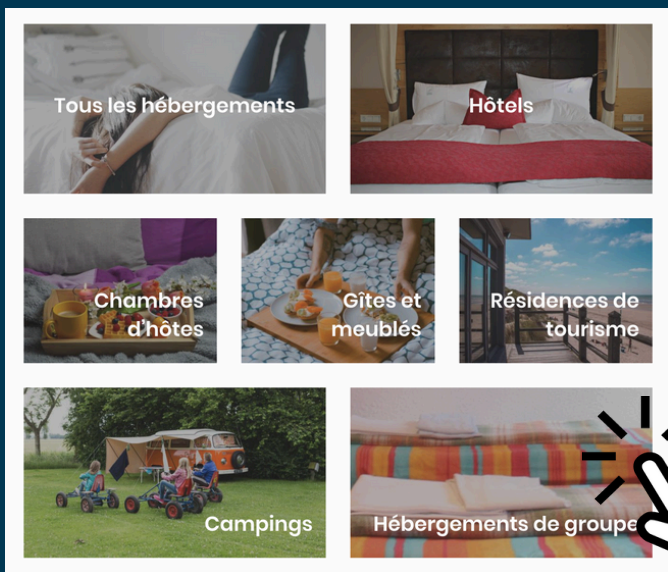 Tous les hébergements
Hôtels
Chambres
d'hôtes
Gîtes et
meublés
Résidences de
tourisme
Campings
Hébergements de groupe